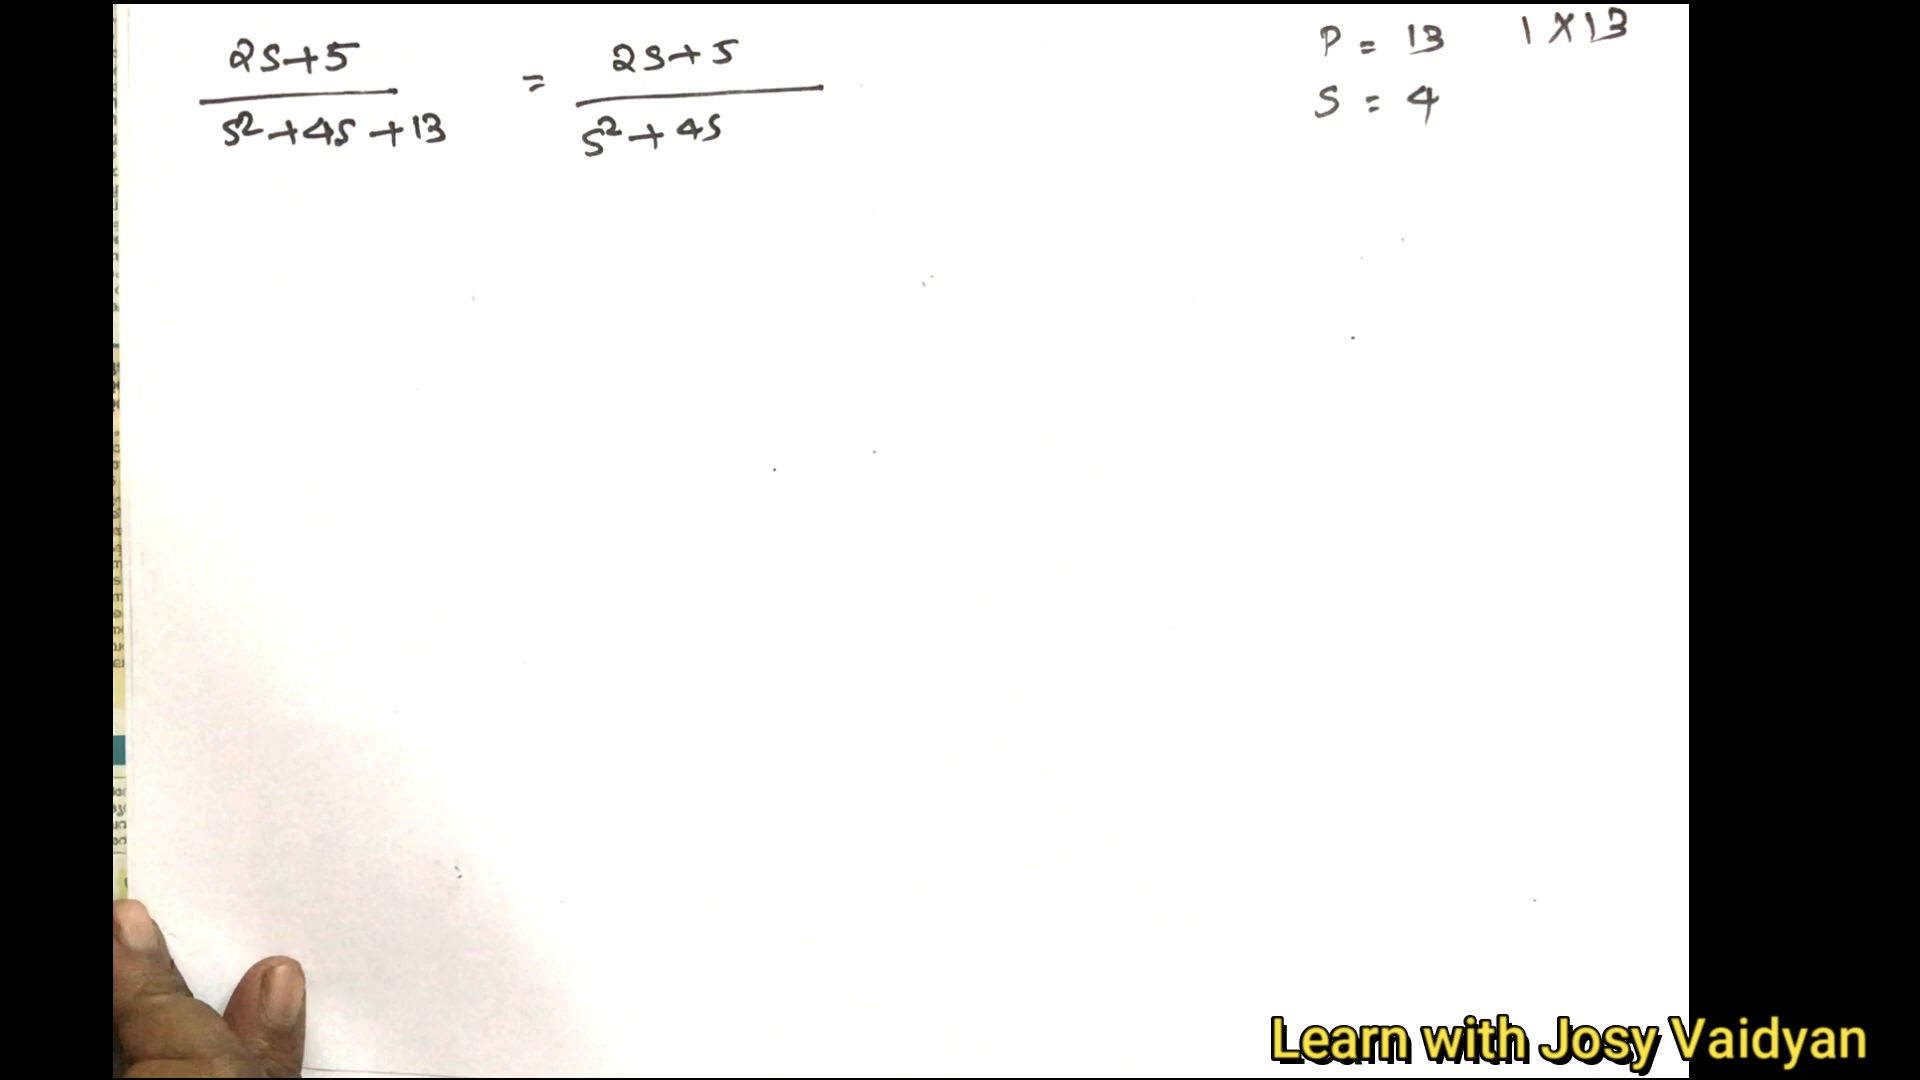 2s+5 = 2s+5
s²+4s+13 s²+4s
P = 13 1×13
S = 4
Learn with Josy Vaidyan